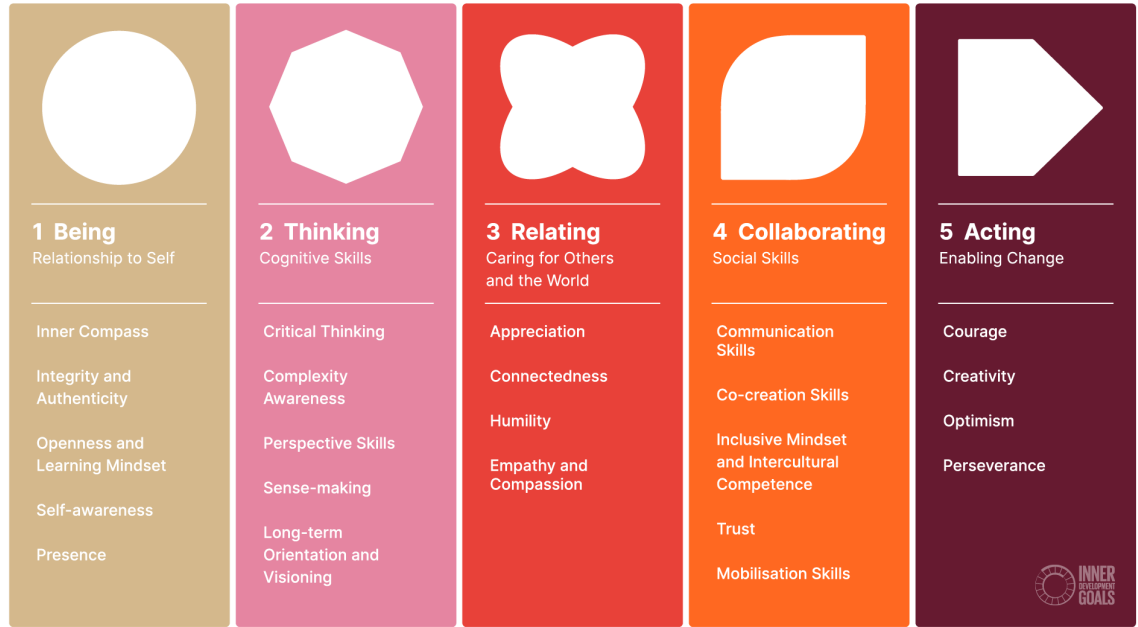 1 Being
Relationship to Self
Inner Compass
Integrity and
Authenticity
Openness and
Learning Mindset
Self-awareness
Presence
2 Thinking
Cognitive Skills
Critical Thinking
Complexity
Awareness
Perspective Skills
Sense-making
Long-term
Orientation and
Visioning
3 Relating
Caring for Others
and the World
Appreciation
Connectedness
Humility
Empathy and
Compassion
4 Collaborating
Social Skills
Communication
Skills
Co-creation Skills
Inclusive Mindset
and Intercultural
Competence
Trust
Mobilisation Skills
5 Acting
Enabling Change
Courage
Creativity
Optimism
Perseverance
INNER
DEVELOPMENT
GOALS